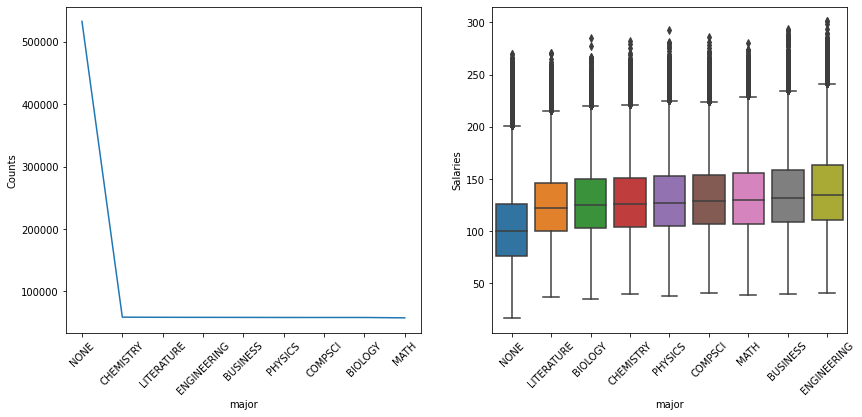 Counts
500000
400000
300000
200000
100000
NONE
CHEMISTRY
LITERATURE
ENGINEERING
BUSINESS
PHYSICS
COMPSCI
BIOLOGY
MATH
major
Salaries
300
250
200
150
100
50
NONE
LITERATURE
BIOLOGY
CHEMISTRY
PHYSICS
COMPSCI
MATH
BUSINESS
ENGINEERING
major